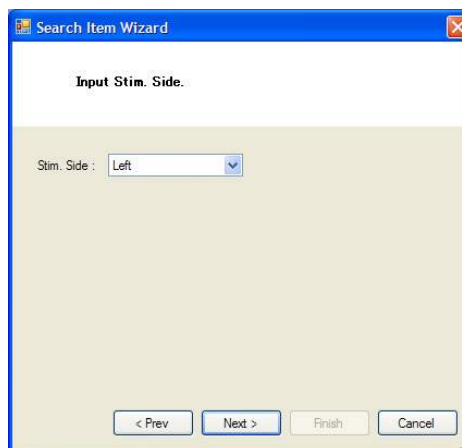 Search Item Wizard
Input Stim. Side.
Stim. Side : Left
< Prev Next > Finish Cancel